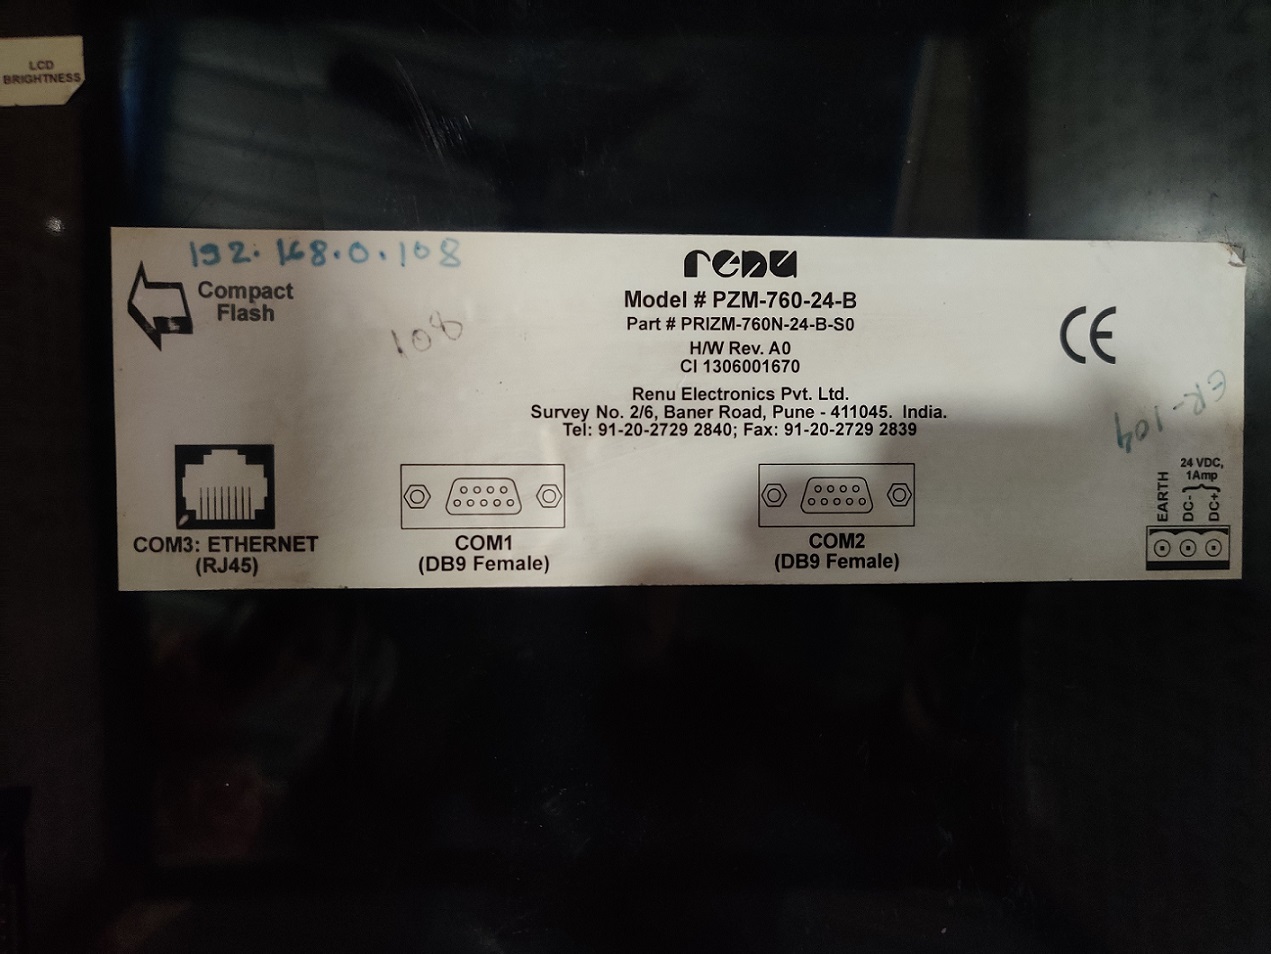 LCD
BRIGHTNESS
192.168.0.108
Compact
Flash
108
renu
Model # PZM-760-24-B
Part # PRIZM-760N-24-B-S0
H/W Rev. A0
CI 1306001670
Renu Electronics Pvt. Ltd.
Survey No. 2/6, Baner Road, Pune - 411045. India.
Tel: 91-20-2729 2840; Fax: 91-20-2729 2839
CE
ER-104
COM3: ETHERNET
(RJ45)
COM1
(DB9 Female)
COM2
(DB9 Female)
24 VDC,
1Amp
EARTH
DC-
DC+